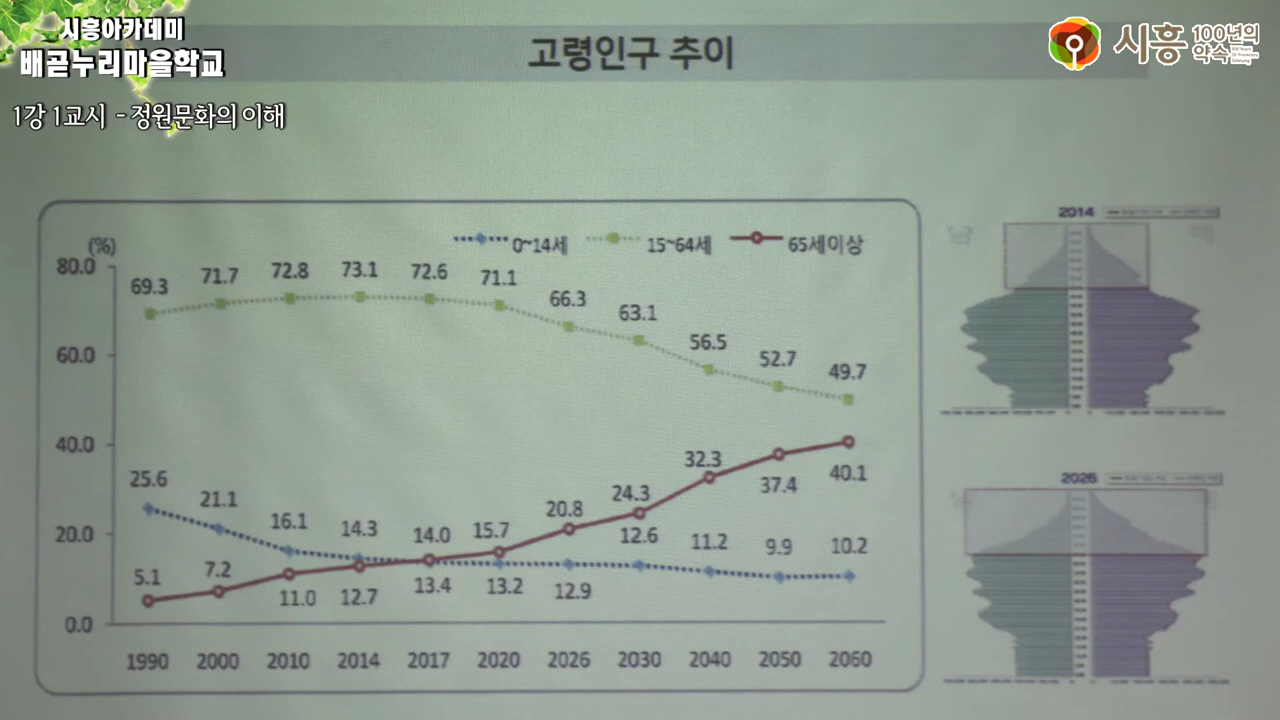 시흥아카데미
배곧누리마을학교
1강 1교시 - 정원문화의 이해
시흥 100년의 약속
고령인구 추이
(%)
0~14세 15~64세 65세이상
80.0
60.0
40.0
20.0
0.0
69.3 71.7 72.8 73.1 72.6 71.1 66.3 63.1 56.5 52.7 49.7
25.6 21.1 16.1 14.3 13.4 13.2 12.9 12.6 11.2 9.9 10.2
5.1 7.2 11.0 12.7 14.0 15.7 20.8 24.3 32.3 37.4 40.1
1990 2000 2010 2014 2017 2020 2026 2030 2040 2050 2060
2014
2026